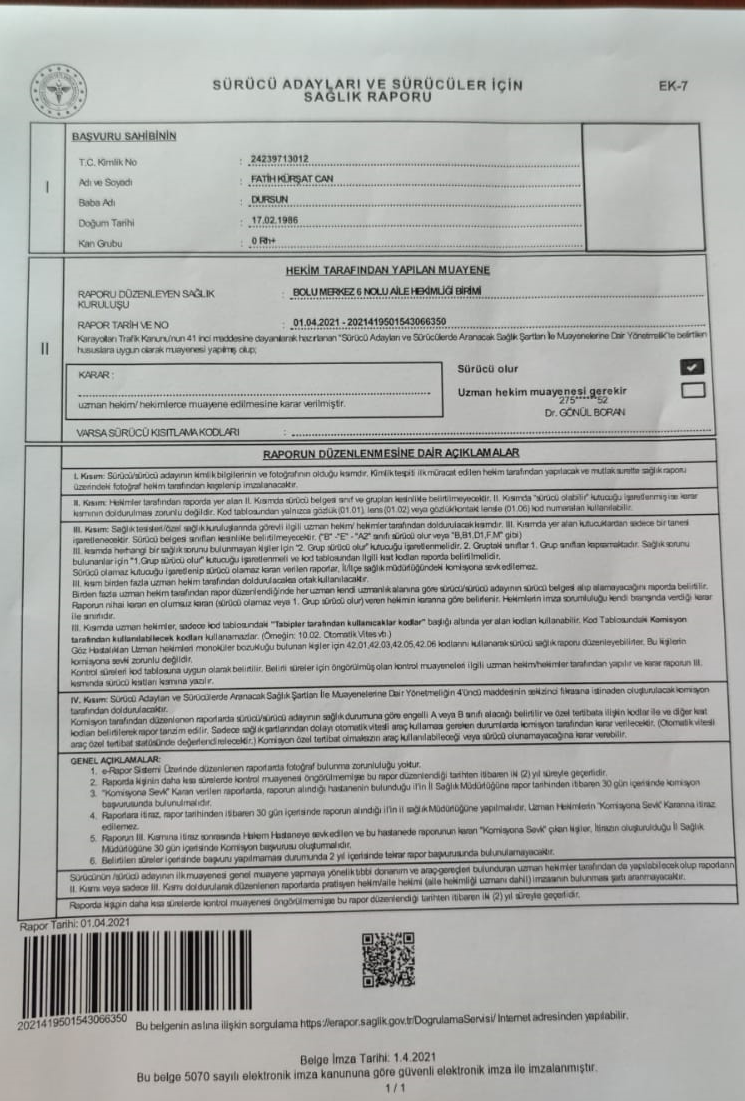 SÜRÜCÜ ADAYLARI VE SÜRÜCÜLER İÇİN
SAĞLIK RAPORU
EK-7
BAŞVURU SAHİBİNİN
I
T.C. Kimlik No : 24239713012
Adı ve Soyadı : FATİH KÜRŞAT CAN
Baba Adı : DURSUN
Doğum Tarihi : 17.02.1986
Kan Grubu : 0 Rh+
HEKİM TARAFINDAN YAPILAN MUAYENE
II
RAPORU DÜZENLEYEN SAĞLIK : BOLU MERKEZ 6 NOLU AİLE HEKİMLİĞİ BİRİMİ
KURULUŞU
RAPOR TARİH VE NO : 01.04.2021 - 2021419501543066350
Karayolları Trafik Kanunu'nun 41 inci maddesine dayanılarak hazırlanan "Sürücü Adayları ve Sürücülerde Aranacak Sağlık Şartları ile Muayenelerine Dair Yönetmelik"te belirtilen
hususlara uygun olarak muayenesi yapılmış olup;
KARAR :
uzman hekim/ hekimlerce muayene edilmesine karar verilmiştir.
Sürücü olur
Uzman hekim muayenesi gerekir
275****52
Dr. GÖNÜL BORAN
VARSA SÜRÜCÜ KISITLAMA KODLARI :
RAPORUN DÜZENLENMESİNE DAİR AÇIKLAMALAR
I. Kısım: Sürücü/sürücü adayının kimlik bilgilerinin ve fotoğrafının olduğu kısımdır. Kimlik tespiti ilk müracat edilen hekim tarafından yapılacak ve mutlak surette sağlık raporu
üzerindeki fotoğraf hekim tarafından kaşelenip imzalanacaktır.
II. Kısım: Hekimler tarafından raporda yer alan II. Kısımda sürücü belgesi sınıf ve grupları kesinlikle belirtilmeyecektir. II. Kısımda "sürücü olabilir" kutucuğu işaretlenmiş ise karar
kısmının doldurulması zorunlu değildir. Kod tablosundan yalnızca gözlük (01.01), lens (01.02) veya gözlük/kontak lensle (01.06) kod numaraları kullanılabilir.
III. Kısım: Sağlık tesisleri/özel sağlık kuruluşlarında görevli ilgili uzman hekim/ hekimler tarafından doldurulacak kısımdır. III. Kısımda yer alan kutucuklardan sadece bir tanesi
işaretlenecektir. Sürücü belgesi sınıfları kesinlikle belirtilmeyecektir. ("B" -"E" -"A2" sınıfı sürücü olur veya "B,B1,D1,F,M" gibi)
III. kısımda herhangi bir sağlık sorunu bulunmayan kişiler için "2. Grup sürücü olur" kutucuğu işaretlenmelidir. 2. Gruptaki sınıflar 1. Grup sınıfları kapsamaktadır. Sağlık sorunu
bulunanlar için "1.Grup sürücü olur" kutucuğu işaretlenmeli ve kod tablosundan ilgili kısıt kodları raporda belirtilmelidir.
Sürücü olamaz kutucuğu işaretlenip sürücü olamaz kararı verilen raporlar, İl/ilçe sağlık müdürlüğündeki komisyona sevk edilemez.
III. kısım birden fazla uzman hekim tarafından doldurulacaksa ortak kullanılacaktır.
Birden fazla uzman hekim tarafından rapor düzenlendiğinde her uzman kendi uzmanlık alanına göre sürücü/sürücü adayının sürücü belgesi alıp alamayacağını raporda belirtilir.
Raporun nihai kararı en olumsuz kararı (sürücü olamaz veya 1. Grup sürücü olur) veren hekimin kararına göre belirlenir. Hekimlerin imza sorumluluğu kendi branşında verdiği karar
ile sınırlıdır.
III. Kısımda uzman hekimler, sadece kod tablosundaki "Tabipler tarafından kullanılacaklar kodlar" başlığı altında yer alan kodları kullanabilir. Kod Tablosundaki Komisyon
tarafından kullanılabilecek kodları kullanamazlar. (Örneğin: 10.02. Otomatik Vites vb.)
Göz Hastalıkları Uzman hekimleri monoküler bozukluğu bulunan kişiler için 42.01,42.03,42.05,42.06 kodlarını kullanarak sürücü sağlık raporu düzenleyebilirler. Bu kişilerin
komisyona sevki zorunlu değildir.
Kontrol süreleri kod tablosuna uygun olarak belirtilir. Belirli süreler için öngörülmüş olan kontrol muayeneleri ilgili uzman hekim/hekimler tarafından yapılır ve karar raporun III.
kısmında sürücü kısıtları kısmına yazılır.
IV. Kısım: Sürücü Adayları ve Sürücülerde Aranacak Sağlık Şartları ile Muayenelerine Dair Yönetmeliğin 4'üncü maddesinin sekizinci fıkrasına istinaden oluşturulacak komisyon
tarafından doldurulacaktır.
Komisyon tarafından düzenlenen raporlarda sürücü/sürücü adayının sağlık durumuna göre engelli A veya B sınıfı alacağı belirtilir ve özel tertibata ilişkin kodlar ile ve diğer kısıt
kodları belirtilerek rapor tanzim edilir. Sadece sağlık şartlarından dolayı otomatik vitesli araç kullanması gereken durumlarda komisyon tarafından karar verilecektir. (Otomatik vitesli
araç özel tertibat statüsünde değerlendirilecektir.) Komisyon özel tertibat olmaksızın araç kullanılabileceği veya sürücü olunamayacağına karar verebilir.
GENEL AÇIKLAMALAR:
1. e-Rapor Sistemi Üzerinde düzenlenen raporlarda fotoğraf bulunma zorunluluğu yoktur.
2. Raporda kişinin daha kısa sürelerde kontrol muayenesi öngörülmemişse bu rapor düzenlendiği tarihten itibaren iki (2) yıl süreyle geçerlidir.
3. "Komisyona Sevk" Kararı verilen raporlarda, raporun alındığı hastanenin bulunduğu il'in İl Sağlık Müdürlüğüne rapor tarihinden itibaren 30 gün içerisinde komisyon
başvurusunda bulunulmalıdır.
4. Raporlara itiraz, rapor tarihinden itibaren 30 gün içerisinde raporun alındığı il'in il sağlık Müdürlüğüne yapılmalıdır. Uzman Hekimlerin "Komisyona Sevk" Kararına itiraz
edilemez.
5. Raporun III. Kısmına itiraz sonrasında Hakem Hastaneye sevk edilen ve bu hastanede raporunun kararı "Komisyona Sevk" çıkan kişiler, itirazın oluşturulduğu İl Sağlık
Müdürlüğüne 30 gün içerisinde Komisyon başvurusu oluşturmalıdır.
6. Belirtilen süreler içerisinde başvuru yapılmaması durumunda 2 yıl içerisinde tekrar rapor başvurusunda bulunulamayacaktır.
Sürücünün /sürücü adayının ilk muayenesi genel muayene yapmaya yönelik tıbbi donanım ve araç-gereçleri bulunduran uzman hekimler tarafından da yapılabilecek olup raporların
II. Kısmı veya sadece III. Kısmı doldurularak düzenlenen raporlarda pratisyen hekim/aile hekimi (aile hekimliği uzmanı dahil) imzasının bulunması şartı aranmayacaktır.
Raporda kişinin daha kısa sürelerde kontrol muayenesi öngörülmemişse bu rapor düzenlendiği tarihten itibaren iki (2) yıl süreyle geçerlidir.
Rapor Tarihi: 01.04.2021
2021419501543066350
Bu belgenin aslına ilişkin sorgulama https://erapor.saglik.gov.tr/DogrulamaServisi/ Internet adresinden yapılabilir.
Belge İmza Tarihi: 1.4.2021
Bu belge 5070 sayılı elektronik imza kanununa göre güvenli elektronik imza ile imzalanmıştır.
1 / 1